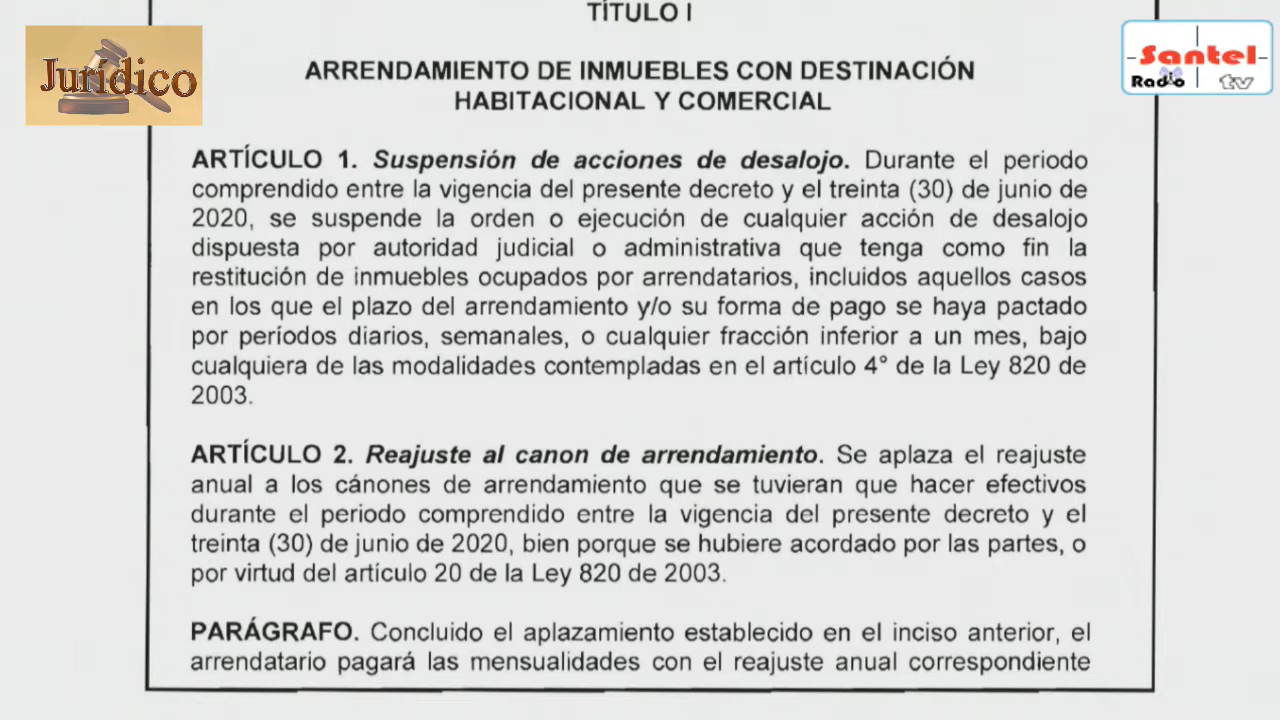 TÍTULO I
Jurídico
-Santel-
Radio tv
ARRENDAMIENTO DE INMUEBLES CON DESTINACIÓN
HABITACIONAL Y COMERCIAL
ARTÍCULO 1. Suspensión de acciones de desalojo. Durante el periodo
comprendido entre la vigencia del presente decreto y el treinta (30) de junio de
2020, se suspende la orden o ejecución de cualquier acción de desalojo
dispuesta por autoridad judicial o administrativa que tenga como fin la
restitución de inmuebles ocupados por arrendatarios, incluidos aquellos casos
en los que el plazo del arrendamiento y/o su forma de pago se haya pactado
por períodos diarios, semanales, o cualquier fracción inferior a un mes, bajo
cualquiera de las modalidades contempladas en el artículo 4° de la Ley 820 de
2003.
ARTÍCULO 2. Reajuste al canon de arrendamiento. Se aplaza el reajuste
anual a los cánones de arrendamiento que se tuvieran que hacer efectivos
durante el periodo comprendido entre la vigencia del presente decreto y el
treinta (30) de junio de 2020, bien porque se hubiere acordado por las partes, o
por virtud del artículo 20 de la Ley 820 de 2003.
PARÁGRAFO. Concluido el aplazamiento establecido en el inciso anterior, el
arrendatario pagará las mensualidades con el reajuste anual correspondiente